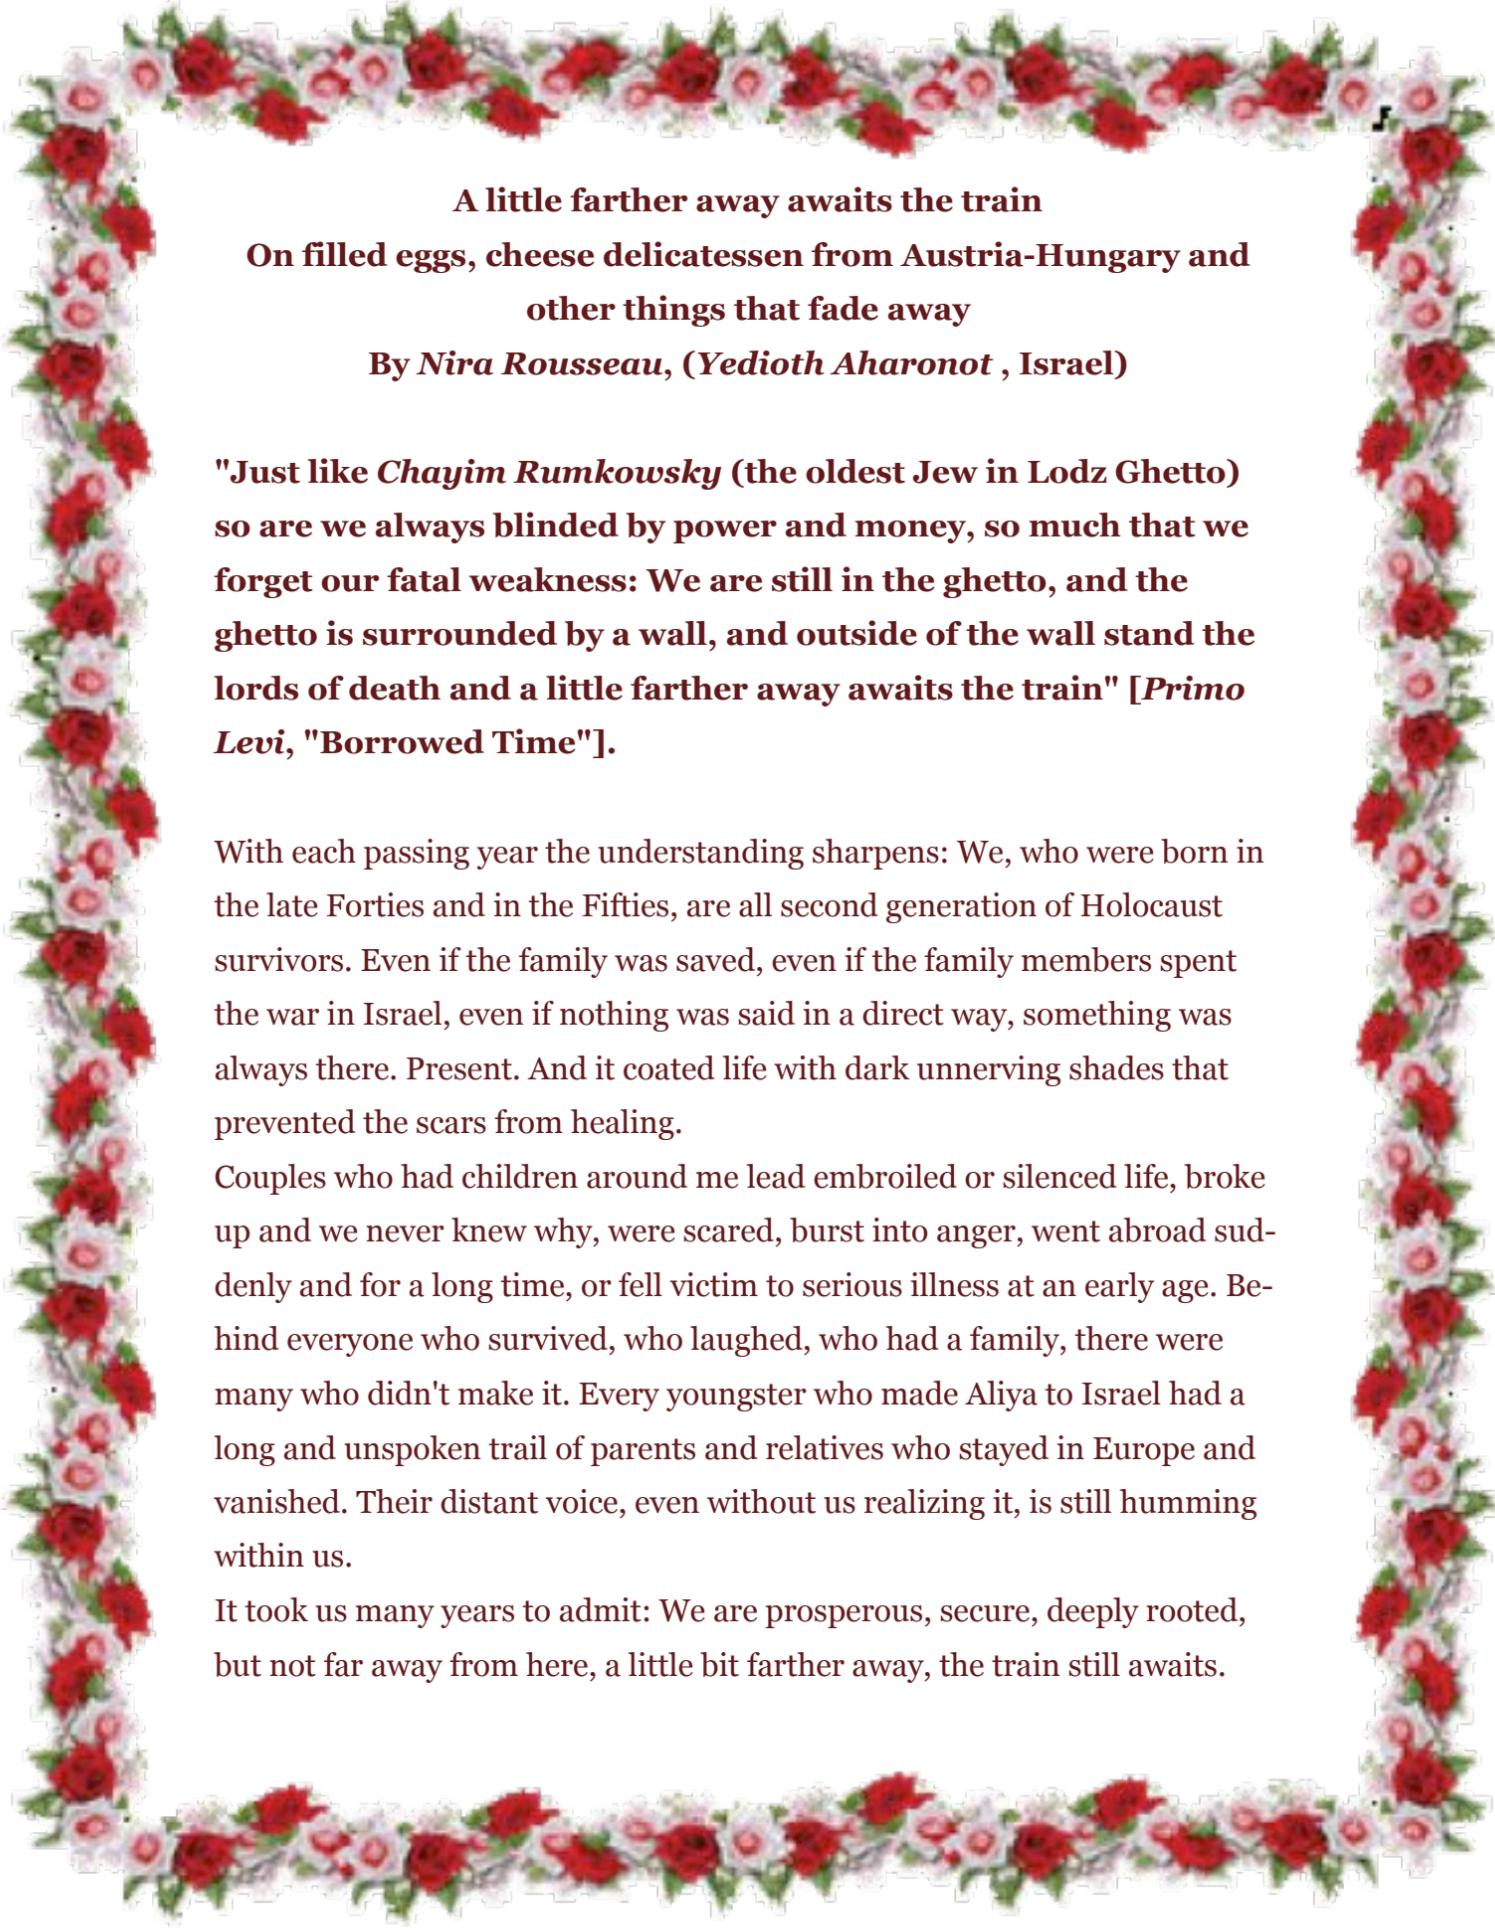 A little farther away awaits the train
On filled eggs, cheese delicatessen from Austria-Hungary and
other things that fade away
By Nira Rousseau, (Yedioth Aharonot , Israel)
"Just like Chayim Rumkowsky (the oldest Jew in Lodz Ghetto)
so are we always blinded by power and money, so much that we
forget our fatal weakness: We are still in the ghetto, and the
ghetto is surrounded by a wall, and outside of the wall stand the
lords of death and a little farther away awaits the train" [Primo
Levi, "Borrowed Time"].
With each passing year the understanding sharpens: We, who were born in
the late Forties and in the Fifties, are all second generation of Holocaust
survivors. Even if the family was saved, even if the family members spent
the war in Israel, even if nothing was said in a direct way, something was
always there. Present. And it coated life with dark unnerving shades that
prevented the scars from healing.
Couples who had children around me lead embroiled or silenced life, broke
up and we never knew why, were scared, burst into anger, went abroad sud-
denly and for a long time, or fell victim to serious illness at an early age. Be-
hind everyone who survived, who laughed, who had a family, there were
many who didn't make it. Every youngster who made Aliya to Israel had a
long and unspoken trail of parents and relatives who stayed in Europe and
vanished. Their distant voice, even without us realizing it, is still humming
within us.
It took us many years to admit: We are prosperous, secure, deeply rooted,
but not far away from here, a little bit farther away, the train still awaits.